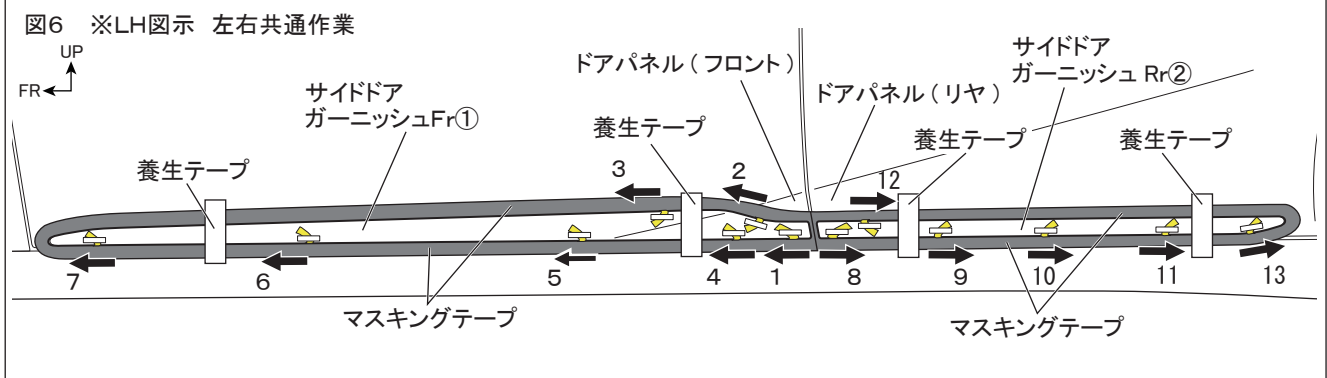 図6 ※LH図示 左右共通作業
UP
FR
サイドドア
ガーニッシュFr①
養生テープ
ドアパネル(フロント)
養生テープ
ドアパネル(リヤ)
サイドドア
ガーニッシュ Rr②
養生テープ
養生テープ
3
2
12
7
6
5
4
1
8
9
10
11
13
マスキングテープ
マスキングテープ